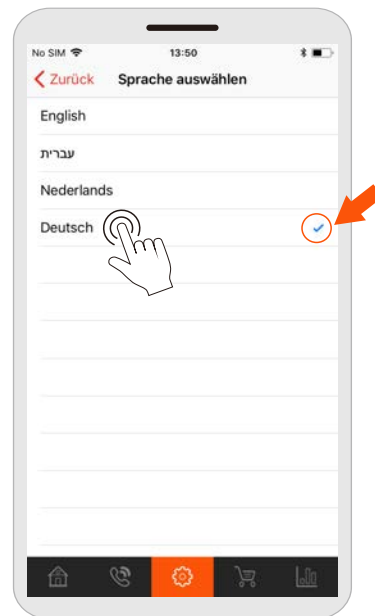 No SIM 13:50
Zurück Sprache auswählen
English
עברית
Nederlands
Deutsch